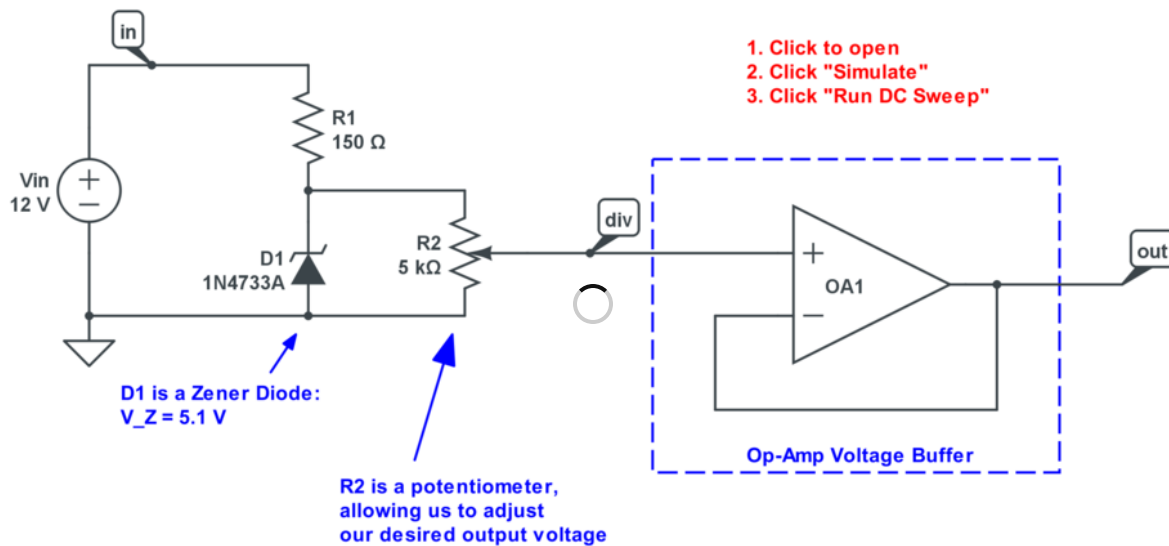 in
1. Click to open
2. Click "Simulate"
3. Click "Run DC Sweep"
R1
150 Ω
Vin
12 V
+
−
div
R2
5 kΩ
D1
1N4733A
+
−
OA1
out
D1 is a Zener Diode:
V_Z = 5.1 V
Op-Amp Voltage Buffer
R2 is a potentiometer,
allowing us to adjust
our desired output voltage